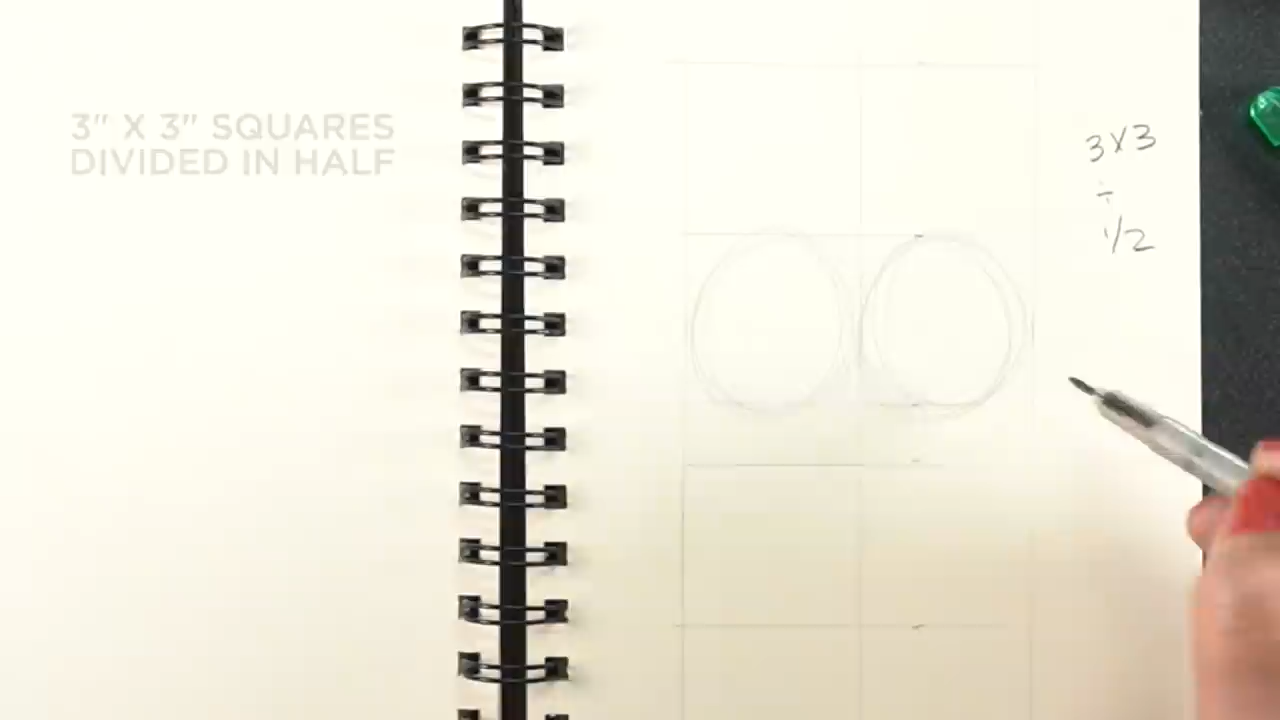 3" X 3" SQUARES
DIVIDED IN HALF
3X3
÷
1/2